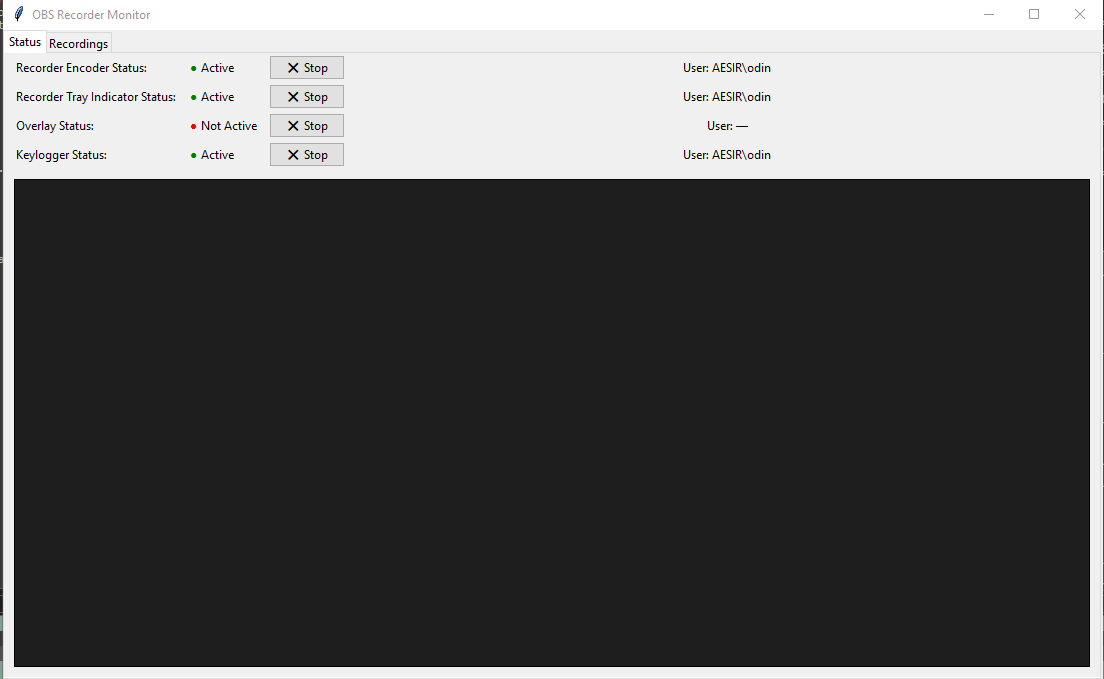 OBS Recorder Monitor
Status Recordings
Recorder Encoder Status: ● Active ✕ Stop User: AESIR\odin
Recorder Tray Indicator Status: ● Active ✕ Stop User: AESIR\odin
Overlay Status: ● Not Active ✕ Stop User: —
Keylogger Status: ● Active ✕ Stop User: AESIR\odin